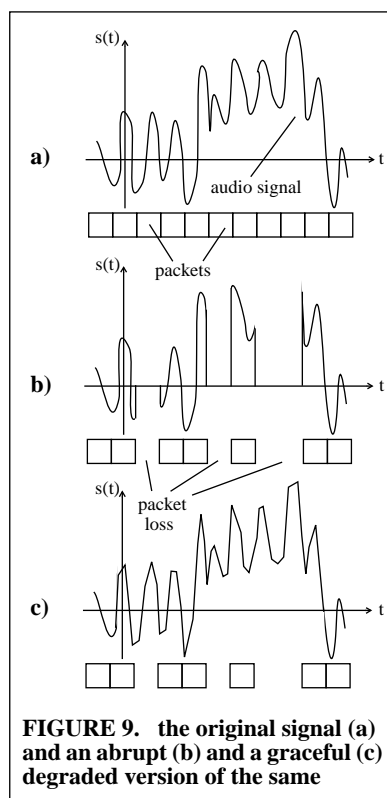 s(t)
a)
t
audio signal
packets
s(t)
b)
t
packet
loss
s(t)
c)
t
FIGURE 9. the original signal (a)
and an abrupt (b) and a graceful (c)
degraded version of the same